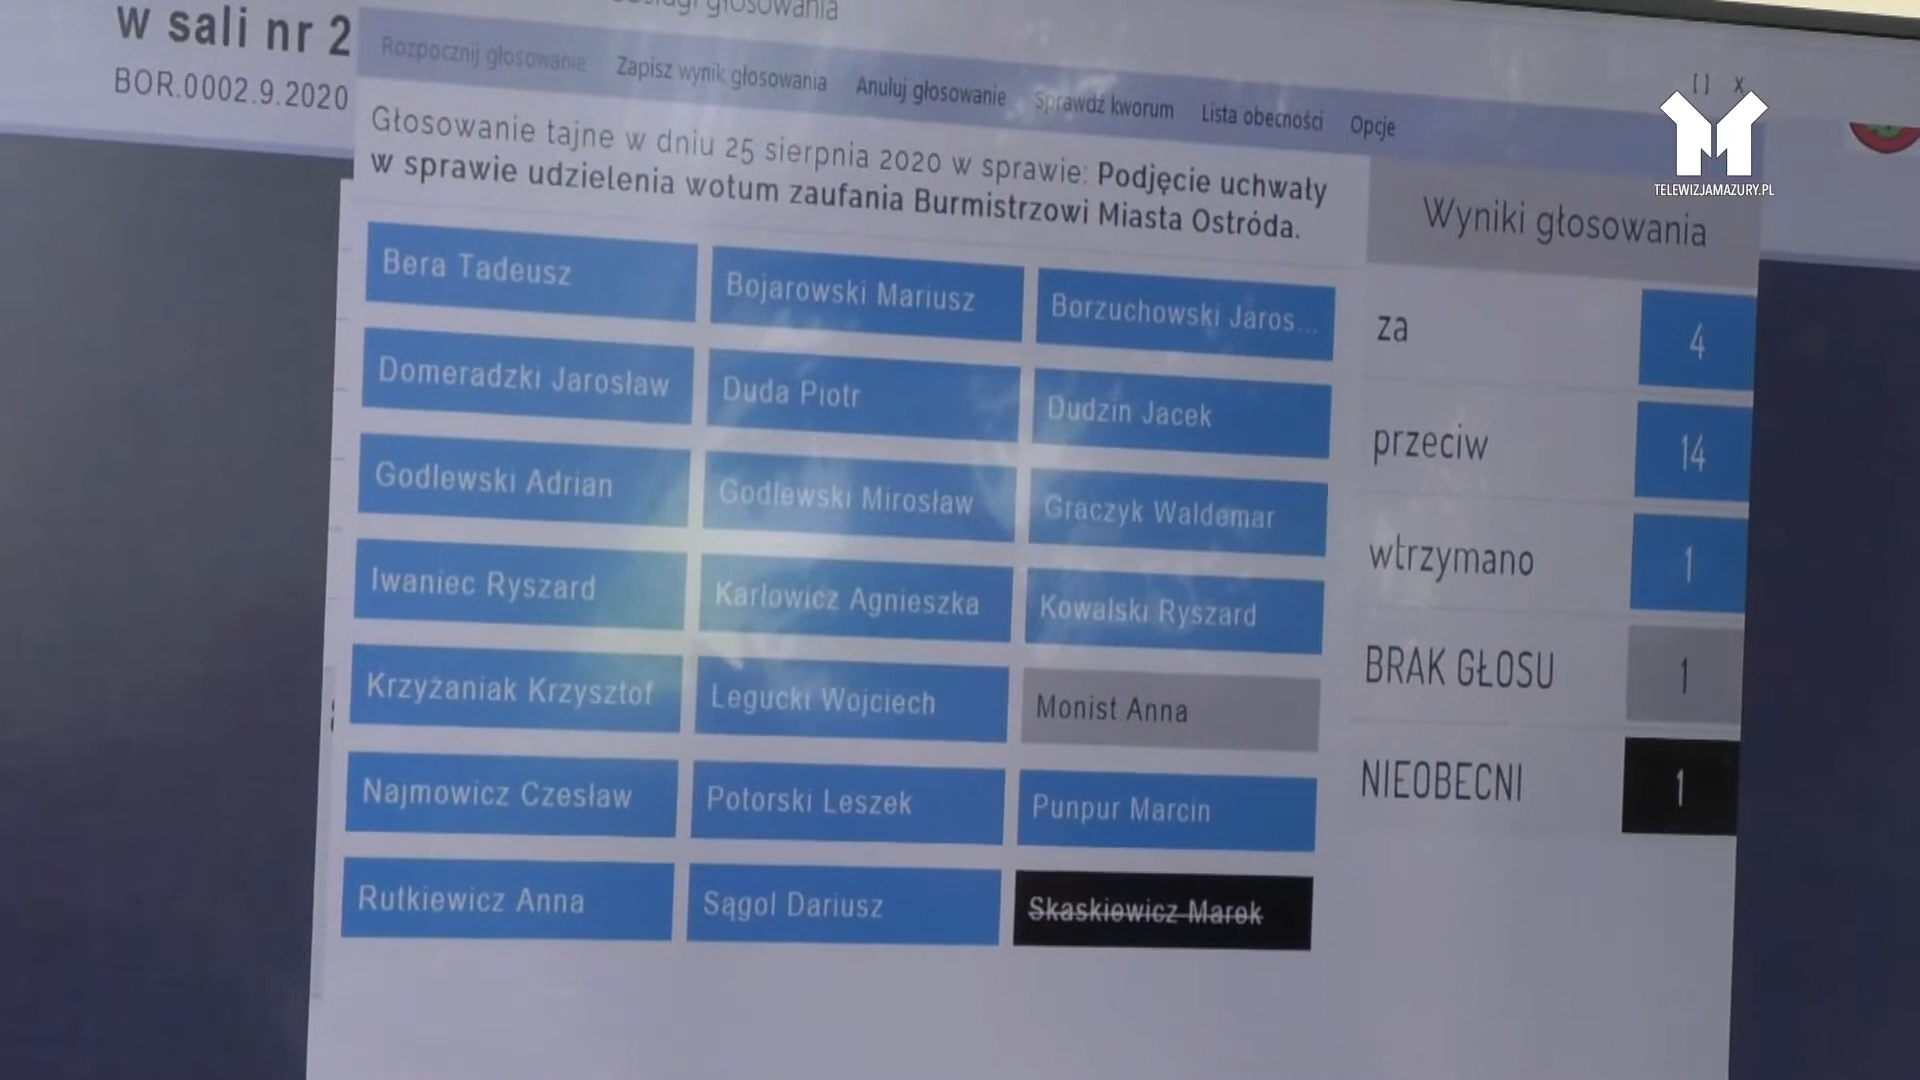 w sali nr 2
BOR.0002.9.2020
głosowania
Rozpocznij głosowanie Zapisz wynik głosowania Anuluj głosowanie Sprawdź kworum Lista obecności Opcje
[] X
TELEWIZJAMAZURY.PL
Głosowanie tajne w dniu 25 sierpnia 2020 w sprawie: Podjęcie uchwały
w sprawie udzielenia wotum zaufania Burmistrzowi Miasta Ostróda.
Wyniki głosowania
Bera Tadeusz Bojarowski Mariusz Borzuchowski Jaros...
za 4
Domeradzki Jarosław Duda Piotr Dudzin Jacek
przeciw 14
Godlewski Adrian Godlewski Mirosław Graczyk Waldemar
wtrzymano 1
Iwaniec Ryszard Karłowicz Agnieszka Kowalski Ryszard
BRAK GŁOSU 1
Krzyżaniak Krzysztof Legucki Wojciech Monist Anna
NIEOBECNI 1
Najmowicz Czesław Potorski Leszek Punpur Marcin
Rutkiewicz Anna Sągol Dariusz Skaskiewicz Marek